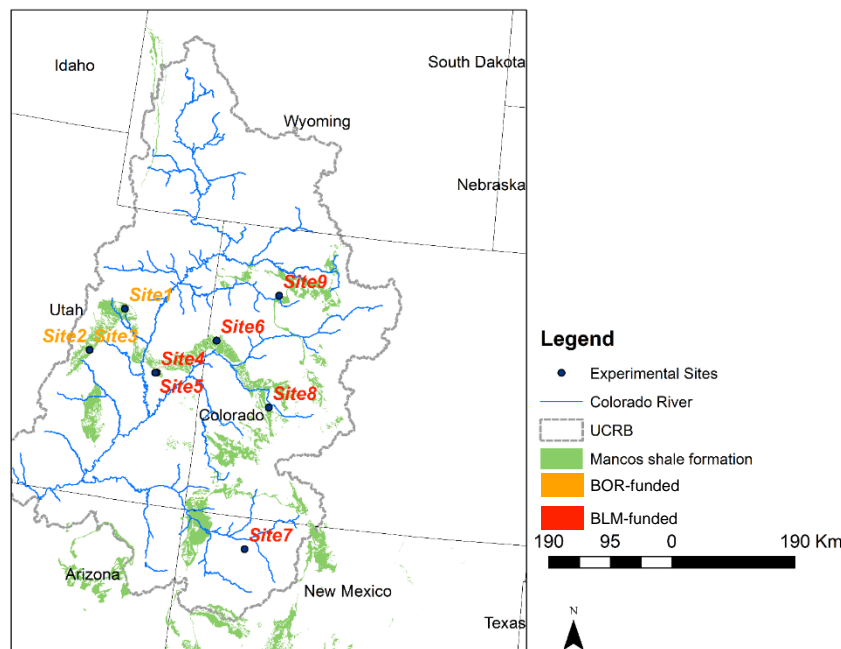 Idaho
South Dakota
Wyoming
Nebraska
Site9
Site1
Utah
Site6
Site2 Site3
Site4
Site5
Site8
Colorado
Site7
Arizona
New Mexico
Texas
Legend
Experimental Sites
Colorado River
UCRB
Mancos shale formation
BOR-funded
BLM-funded
190 95 0 190 Km
N